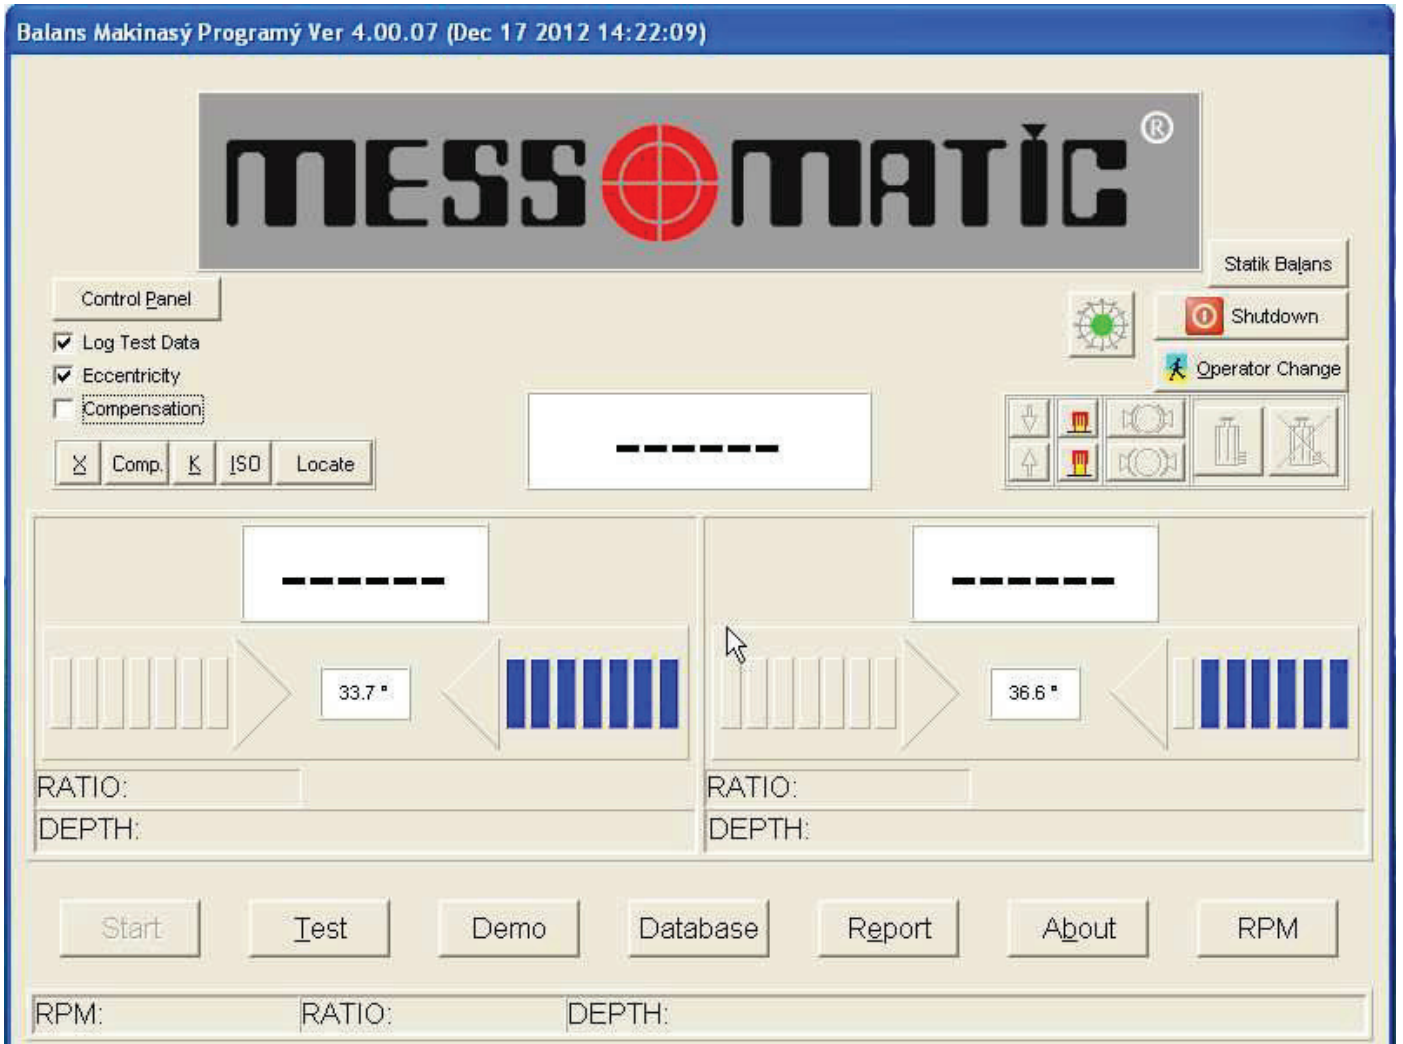 Balans Makinasý Programý Ver 4.00.07 (Dec 17 2012 14:22:09)
MESSOMATİC ®
Statik Balans
Control Panel
Shutdown
Log Test Data
Operator Change
Eccentricity
Compensation
------
X Comp. K ISO Locate
------ ------
33.7 ° 36.6 °
RATIO: RATIO:
DEPTH: DEPTH:
Start Test Demo Database Report About RPM
RPM: RATIO: DEPTH: